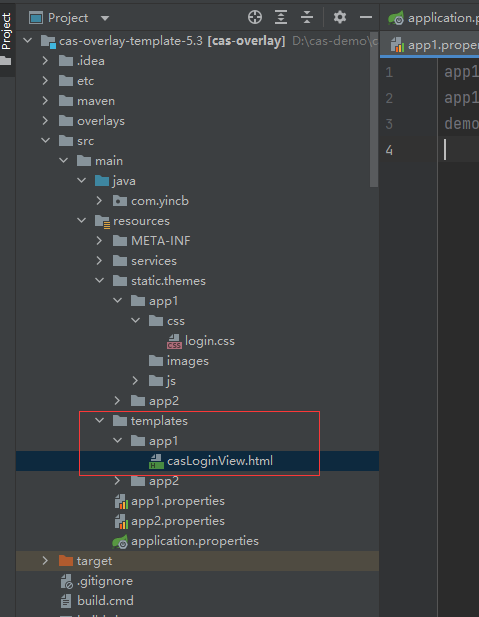 Project
Project
application.p
cas-overlay-template-5.3 [cas-overlay] D:\cas-demo\c
app1.proper
.idea
1 app1
etc
2 app1
maven
3 demo
overlays
4
src
main
java
com.yincb
resources
META-INF
services
static.themes
app1
css
login.css
images
js
app2
templates
app1
casLoginView.html
app2
app1.properties
app2.properties
application.properties
target
.gitignore
build.cmd